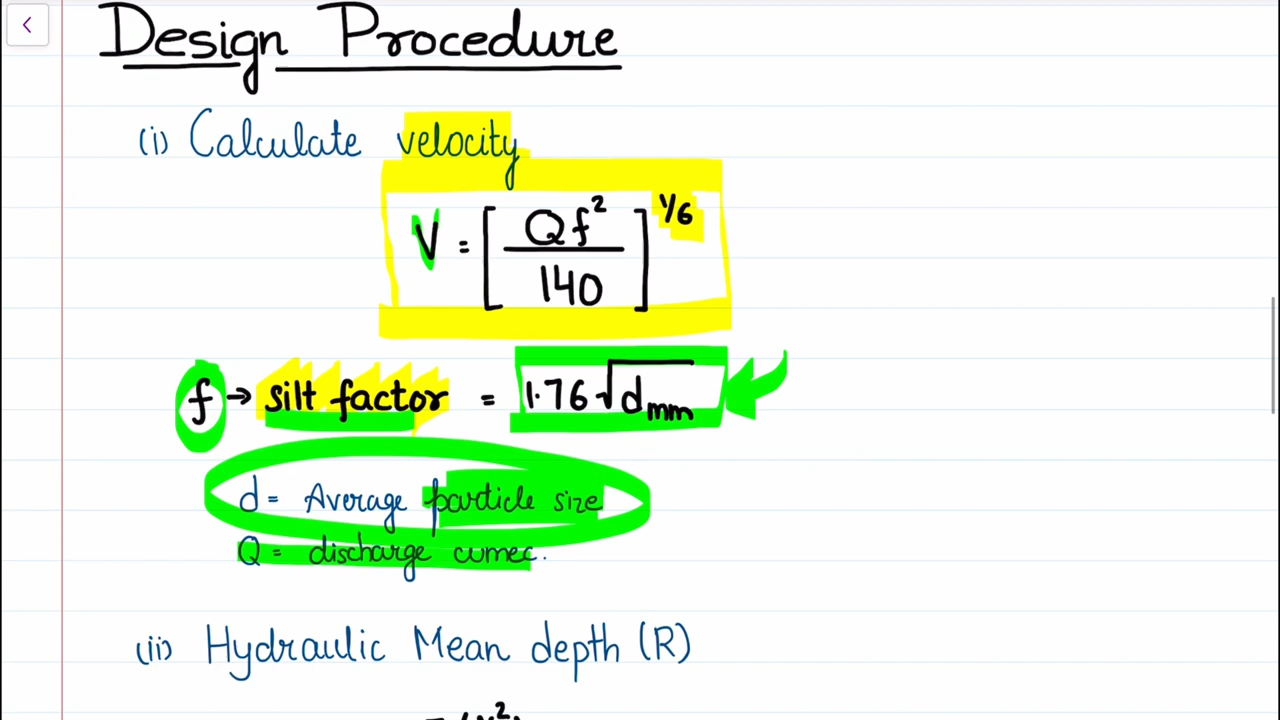 Design Procedure
(i) Calculate velocity
V = [Qf²/140]^1/6
f → silt factor = 1.76√d mm
d = Average particle size
Q = discharge cumec.
(ii) Hydraulic Mean depth (R)